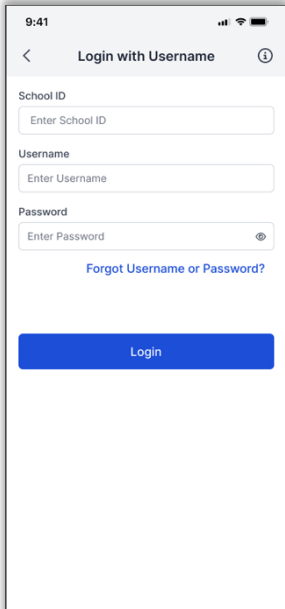 9:41
Login with Username
School ID
Enter School ID
Username
Enter Username
Password
Enter Password
Forgot Username or Password?
Login